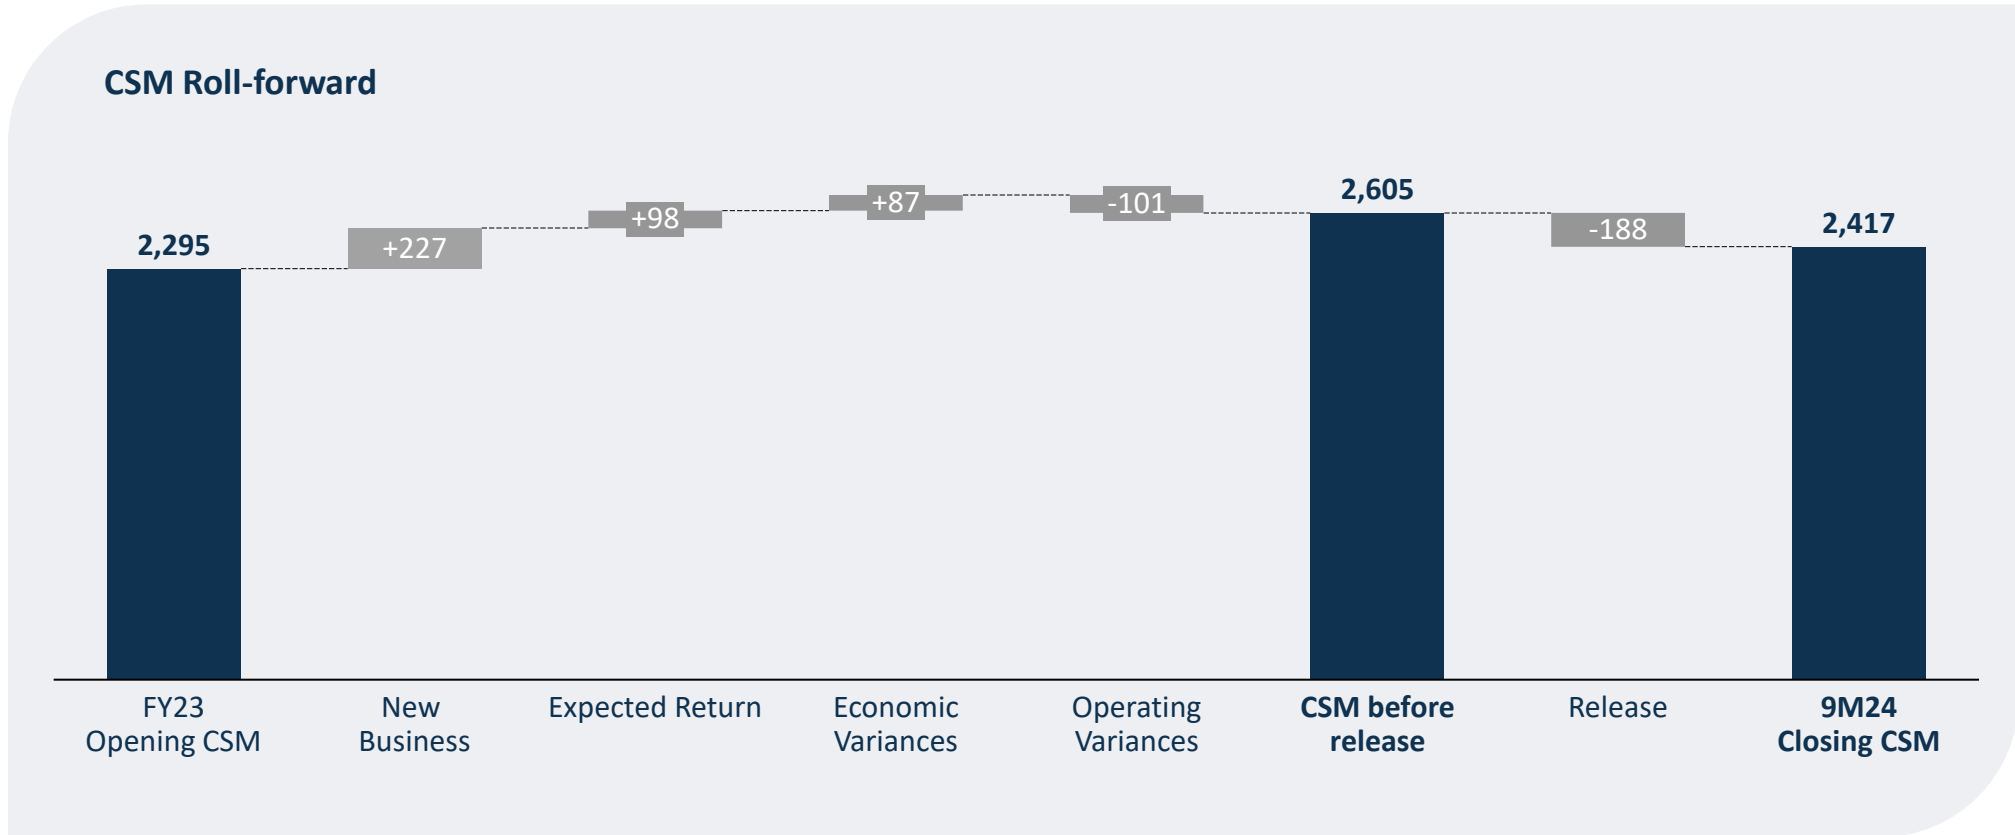 CSM Roll-forward
2,295
+227
+98
+87
-101
2,605
-188
2,417
FY23
Opening CSM
New
Business
Expected Return
Economic
Variances
Operating
Variances
CSM before
release
Release
9M24
Closing CSM